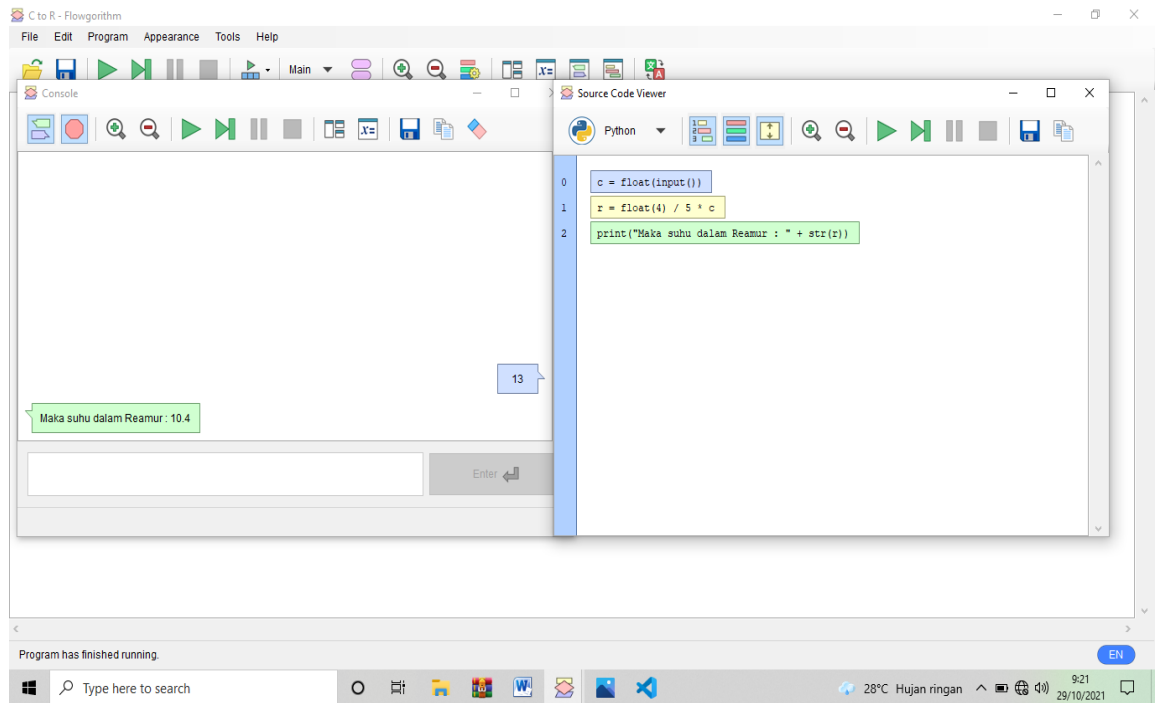 C to R - Flowgorithm
File Edit Program Appearance Tools Help
Main
Console
13
Maka suhu dalam Reamur : 10.4
Enter
Source Code Viewer
Python
0 c = float(input())
1 r = float(4) / 5 * c
2 print("Maka suhu dalam Reamur : " + str(r))
Program has finished running.
EN
Type here to search
28°C Hujan ringan
9:21
29/10/2021